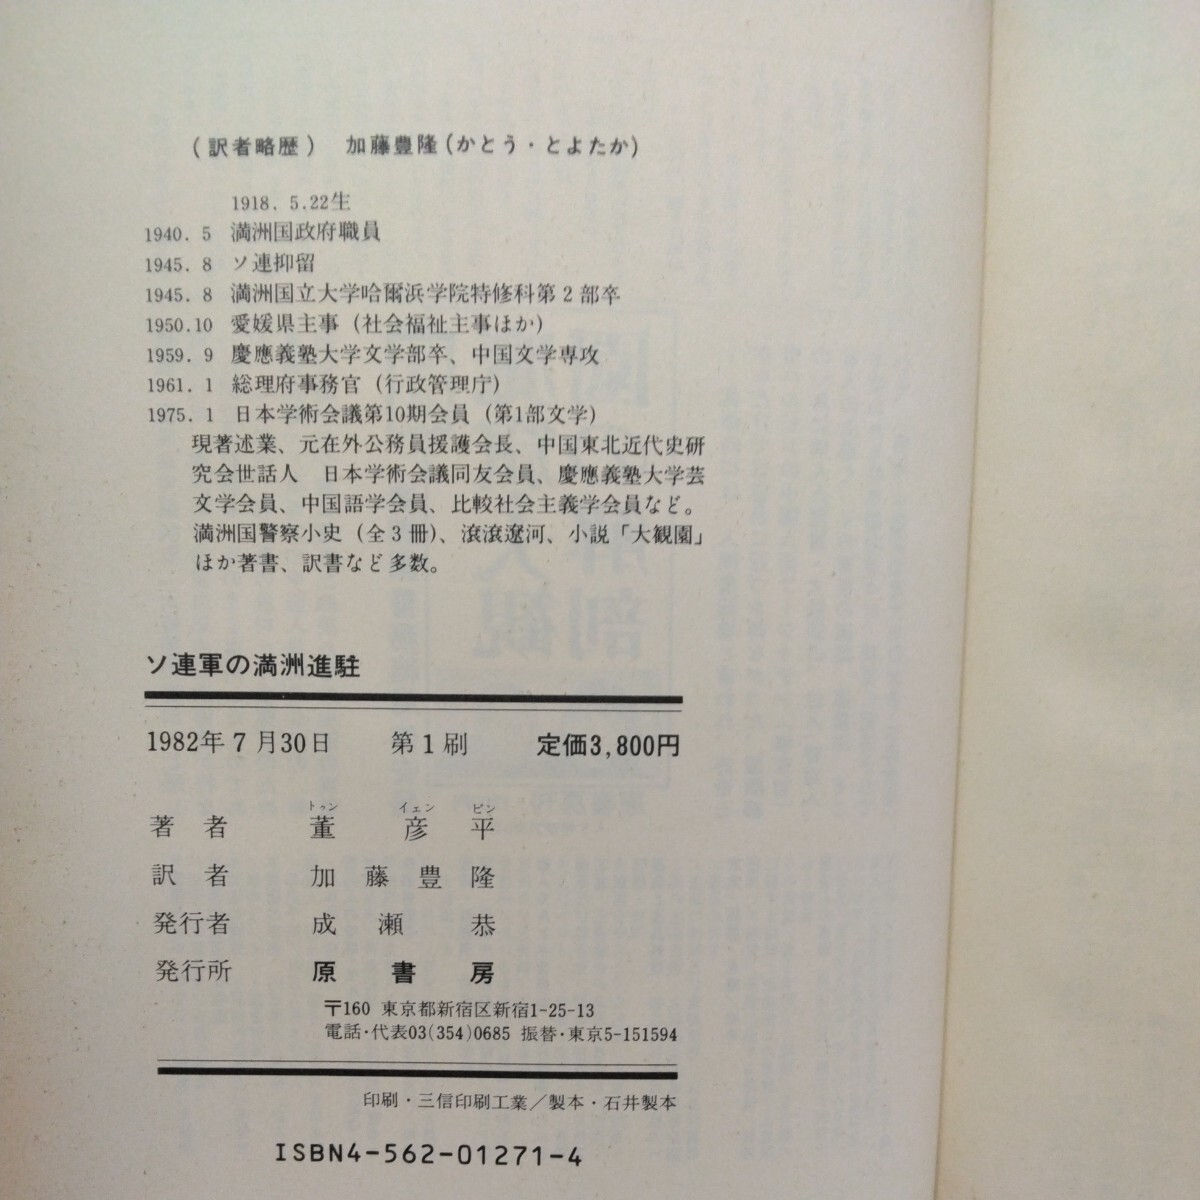 (訳者略歴) 加藤豊隆(かとう・とよたか)
1918. 5.22生
1940. 5 満洲国政府職員
1945. 8 ソ連抑留
1945. 8 満洲国立大学哈爾浜学院特修科第2部卒
1950.10 愛媛県主事(社会福祉主事ほか)
1959. 9 慶應義塾大学文学部卒、中国文学専攻
1961. 1 総理府事務官(行政管理庁)
1975. 1 日本学術会議第10期会員(第1部文学)
現著述業、元在外公務員援護会長、中国東北近代史研
究会世話人 日本学術会議同友会員、慶應義塾大学芸
文学会員、中国語学会員、比較社会主義学会員など。
満洲国警察小史(全3冊)、滾滾遼河、小説「大観園」
ほか著書、訳書など多数。
ソ連軍の満洲進駐
1982年7月30日 第1刷 定価3,800円
トゥン イェン ピン
著者 董彦平
訳者 加藤豊隆
発行者 成瀬恭
発行所 原書房
〒160 東京都新宿区新宿1-25-13
電話・代表03(354)0685 振替・東京5-151594
印刷・三信印刷工業/製本・石井製本
ISBN4-562-01271-4